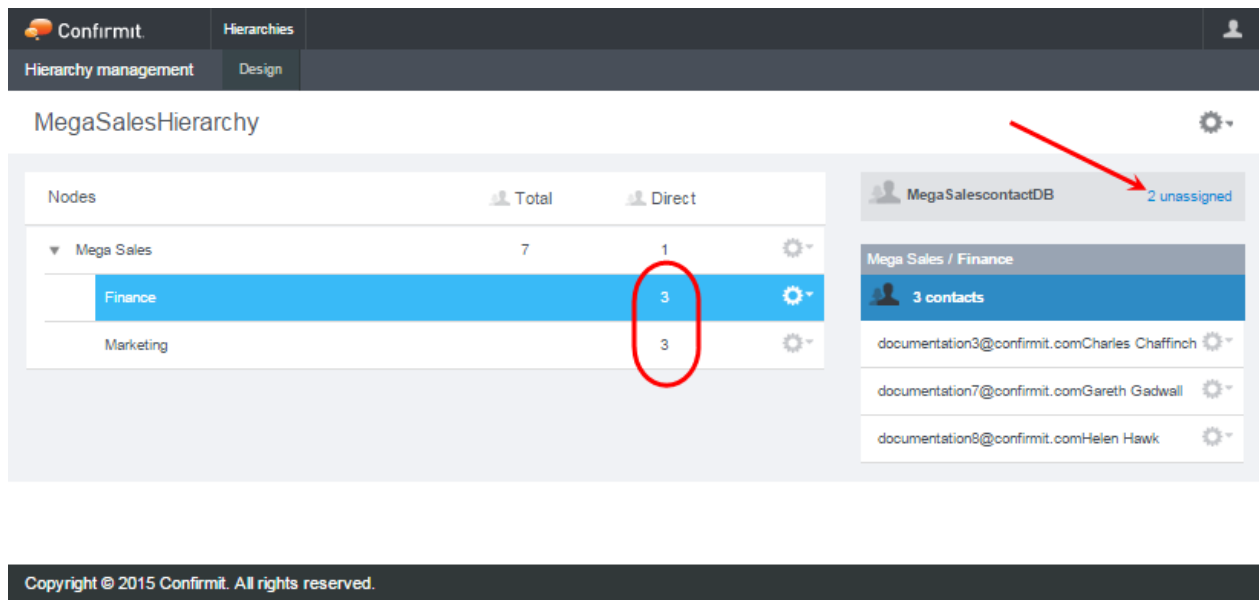 Confirmit. Hierarchies
Hierarchy management Design
MegaSalesHierarchy
Nodes Total Direct
Mega Sales 7 1
Finance 3
Marketing 3
MegaSalescontactDB 2 unassigned
Mega Sales / Finance
3 contacts
documentation3@confirmit.comCharles Chaffinch
documentation7@confirmit.comGareth Gadwall
documentation8@confirmit.comHelen Hawk
Copyright © 2015 Confirmit. All rights reserved.